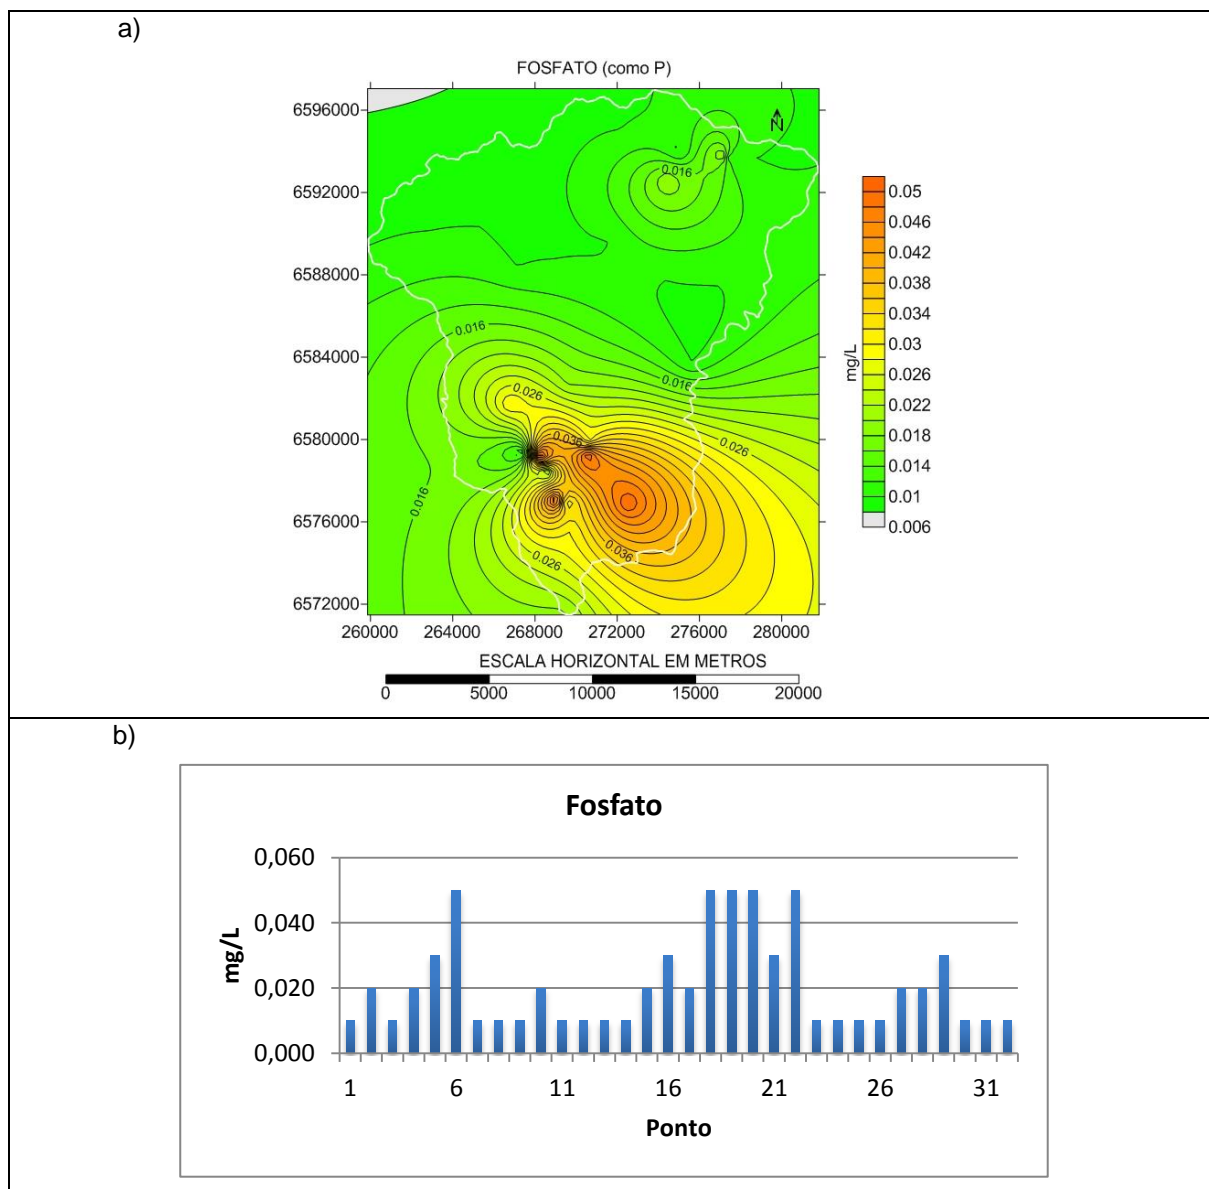 a)
FOSFATO (como P)
6596000
6592000
6588000
6584000
6580000
6576000
6572000
260000 264000 268000 272000 276000 280000
N
0.016
0.016
0.016
0.026
0.036
0.026
0.016
0.026
0.036
mg/L
0.05
0.046
0.042
0.038
0.034
0.03
0.026
0.022
0.018
0.014
0.01
0.006
ESCALA HORIZONTAL EM METROS
0 5000 10000 15000 20000
b)
Fosfato
mg/L
0,060
0,040
0,020
0,000
1 6 11 16 21 26 31
Ponto